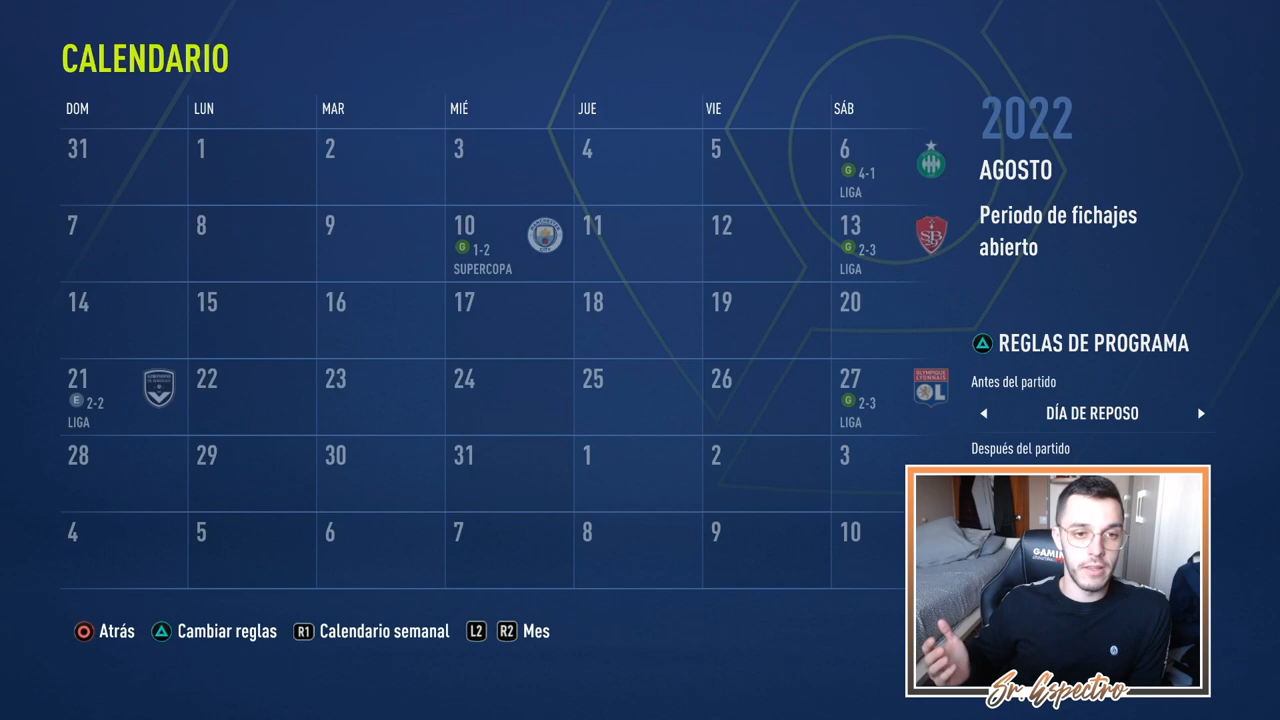 CALENDARIO
DOM LUN MAR MIÉ JUE VIE SÁB
31 1 2 3 4 5 6
G 4-1
LIGA
7 8 9 10 11 12 13
G 1-2 G 2-3
SUPERCOPA LIGA
14 15 16 17 18 19 20
21 22 23 24 25 26 27
E 2-2 G 2-3
LIGA LIGA
28 29 30 31 1 2 3
4 5 6 7 8 9 10
2022
AGOSTO
Periodo de fichajes
abierto
REGLAS DE PROGRAMA
Antes del partido
DÍA DE REPOSO
Después del partido
OLYMPIQUE
LYONNAIS
OL
GAMIN
Sr. Espectro
Atrás Cambiar reglas R1 Calendario semanal L2 R2 Mes